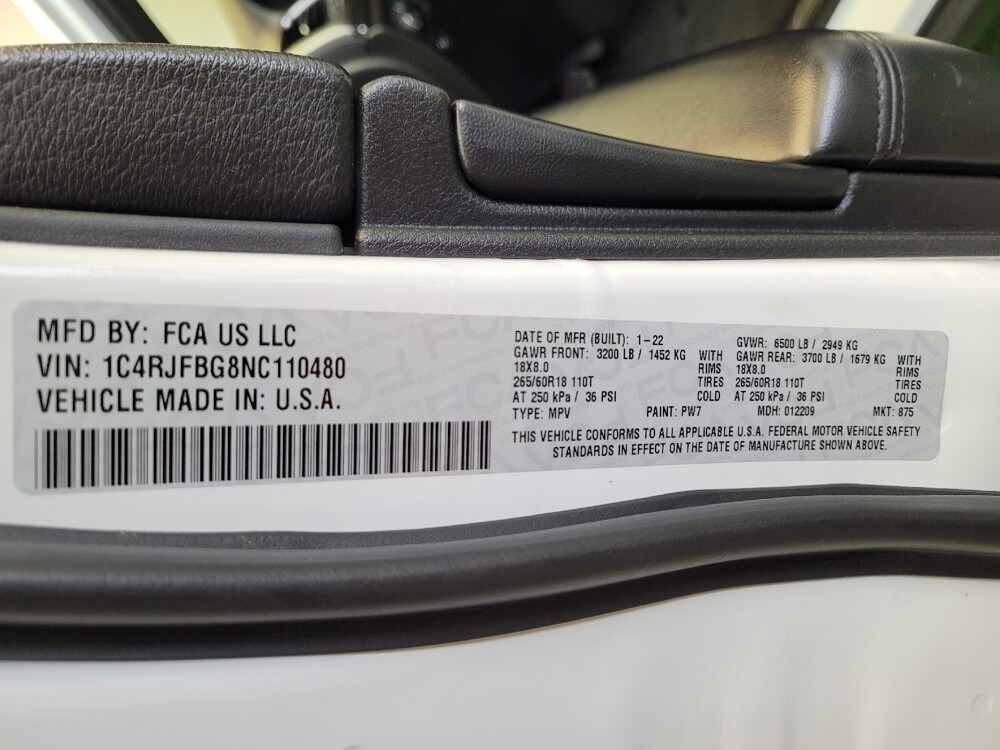 MFD BY: FCA US LLC
VIN: 1C4RJFBG8NC110480
VEHICLE MADE IN: U.S.A.
DATE OF MFR (BUILT): 1-22
GAWR FRONT: 3200 LB / 1452 KG WITH
18X8.0 RIMS
265/60R18 110T TIRES
AT 250 kPa / 36 PSI COLD
TYPE: MPV PAINT: PW7
GVWR: 6500 LB / 2949 KG
GAWR REAR: 3700 LB / 1679 KG WITH
18X8.0 RIMS
265/60R18 110T TIRES
AT 250 kPa / 36 PSI COLD
MDH: 012209 MKT: 875
THIS VEHICLE CONFORMS TO ALL APPLICABLE U.S.A. FEDERAL MOTOR VEHICLE SAFETY
STANDARDS IN EFFECT ON THE DATE OF MANUFACTURE SHOWN ABOVE.